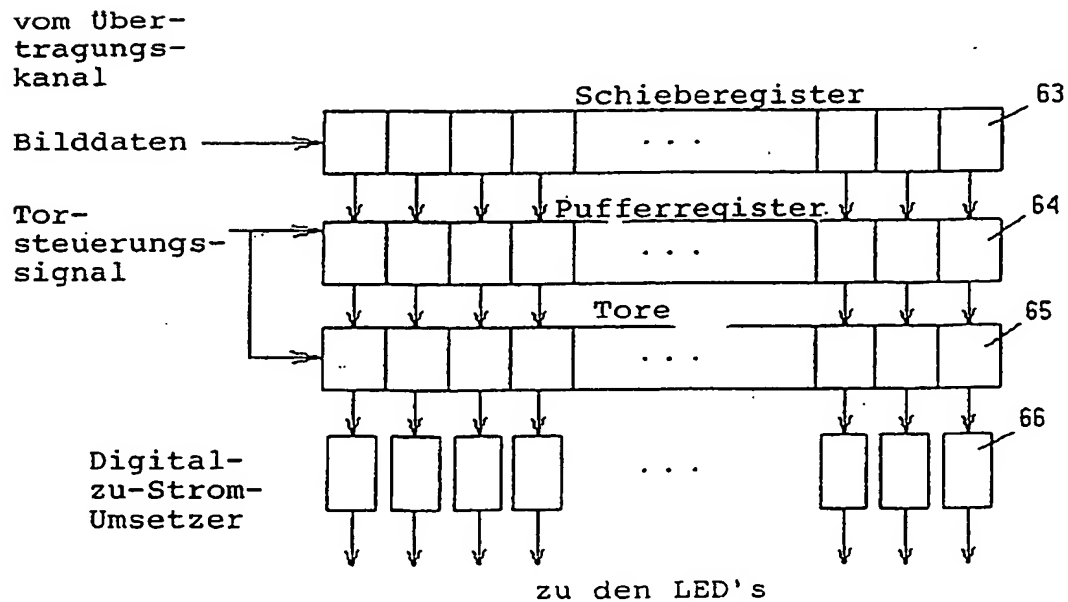 vom Über-
tragungs-
kanal
Schieberegister
63
Bilddaten
. . .
Tor-
steuerungs-
signal
Pufferregister
64
. . .
Tore
65
. . .
66
Digital-
zu-Strom-
Umsetzer
. . .
zu den LED's